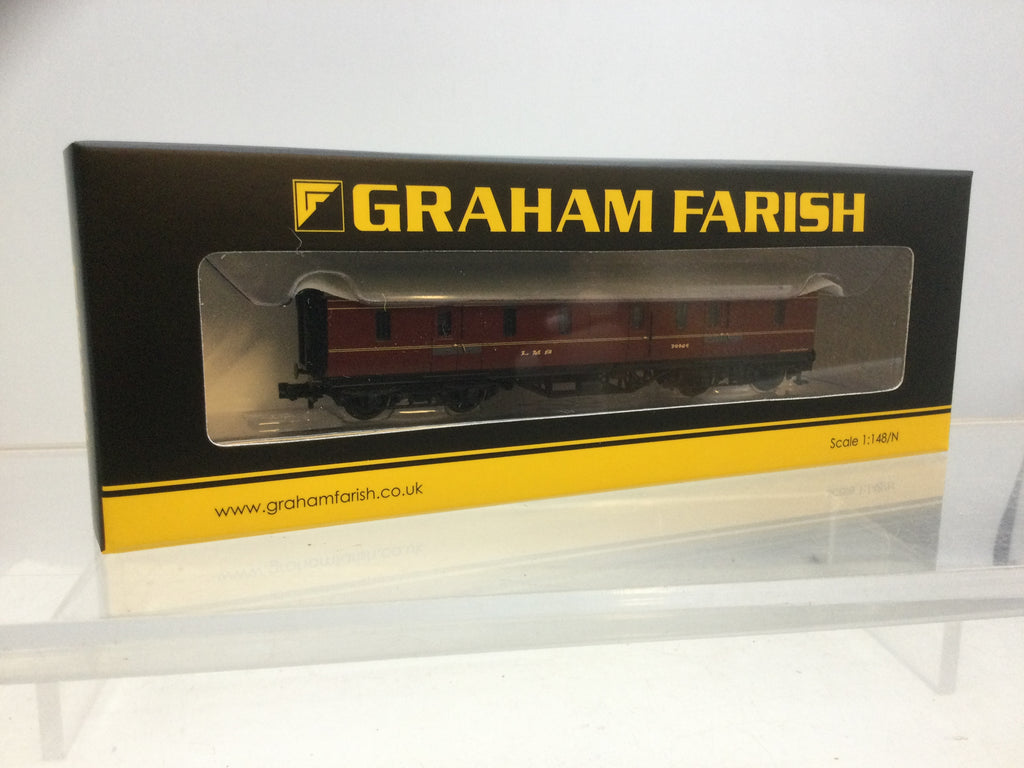 GRAHAM FARISH
Scale 1:148/N
www.grahamfarish.co.uk